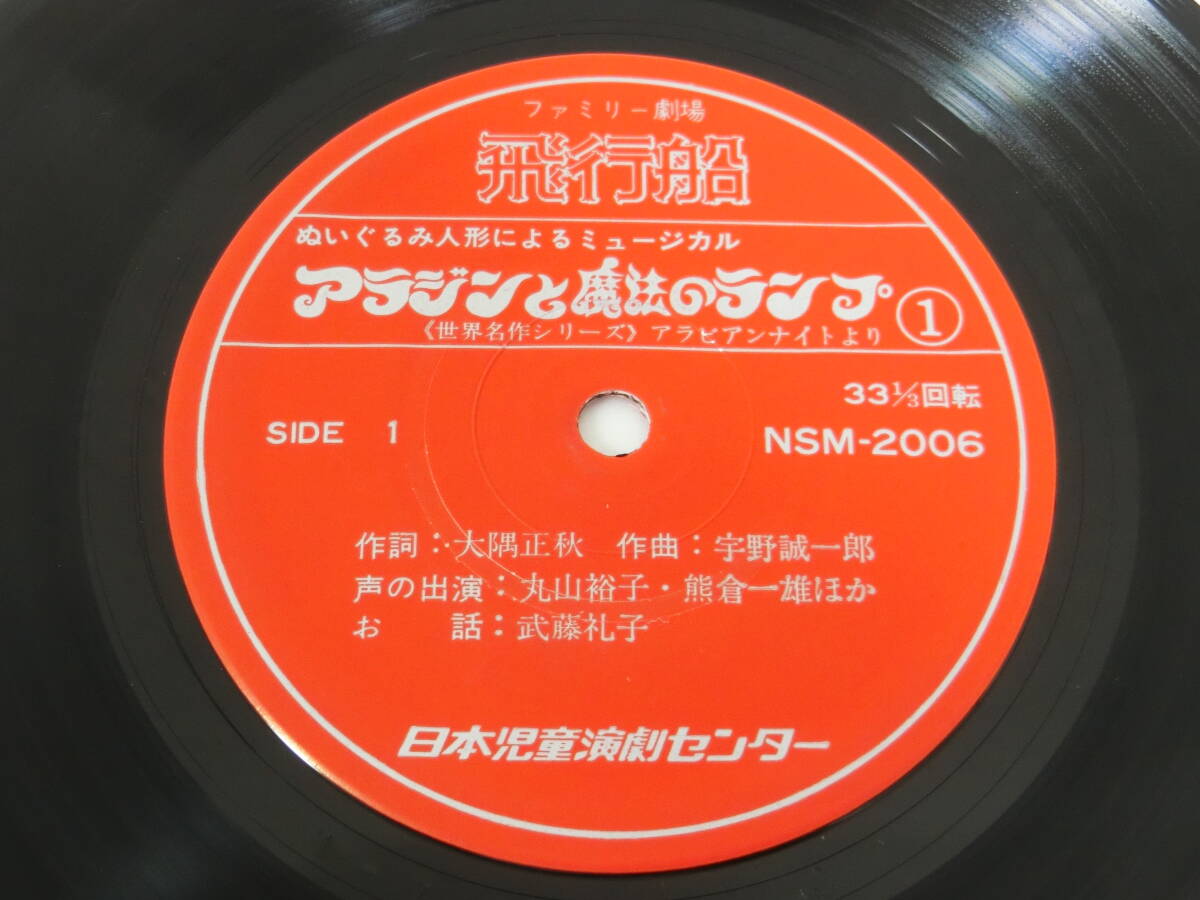 ファミリー劇場
飛行船
ぬいぐるみ人形によるミュージカル
アラジンと魔法のランプ ①
《世界名作シリーズ》アラビアンナイトより
33⅓回転
SIDE 1 NSM-2006
作詞：大隅正秋 作曲：宇野誠一郎
声の出演：丸山裕子・熊倉一雄ほか
お話：武藤礼子
日本児童演劇センター